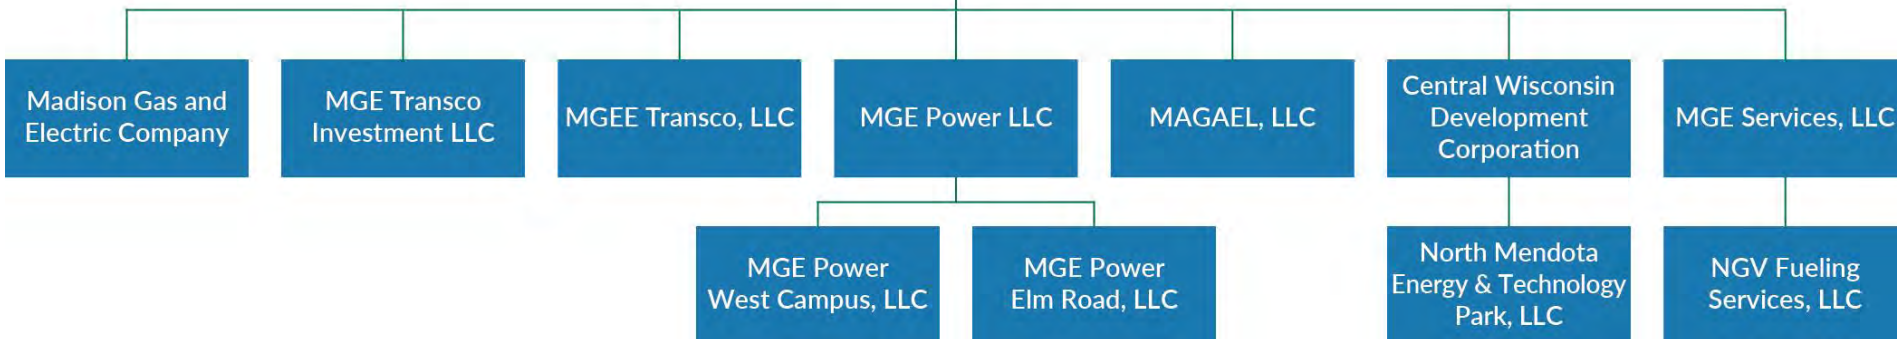 Madison Gas and
Electric Company
MGE Transco
Investment LLC
MGEE Transco, LLC
MGE Power LLC
MAGAEL, LLC
Central Wisconsin
Development
Corporation
MGE Services, LLC
MGE Power
West Campus, LLC
MGE Power
Elm Road, LLC
North Mendota
Energy & Technology
Park, LLC
NGV Fueling
Services, LLC